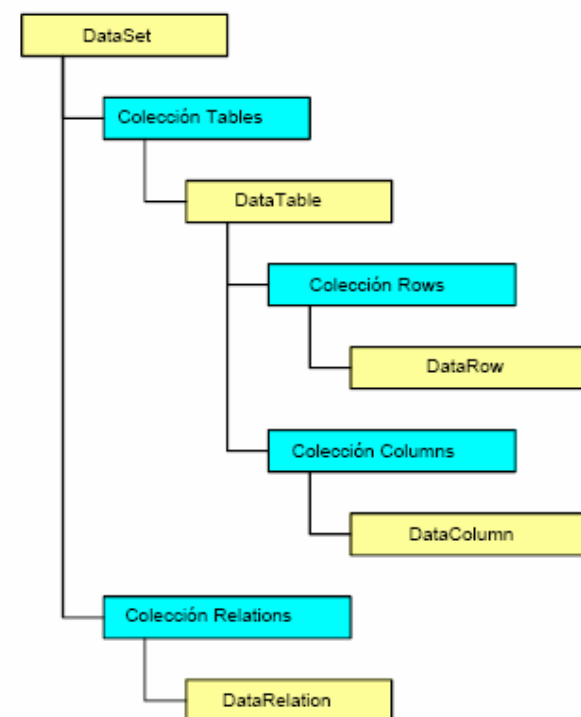 DataSet
Colección Tables
DataTable
Colección Rows
DataRow
Colección Columns
DataColumn
Colección Relations
DataRelation